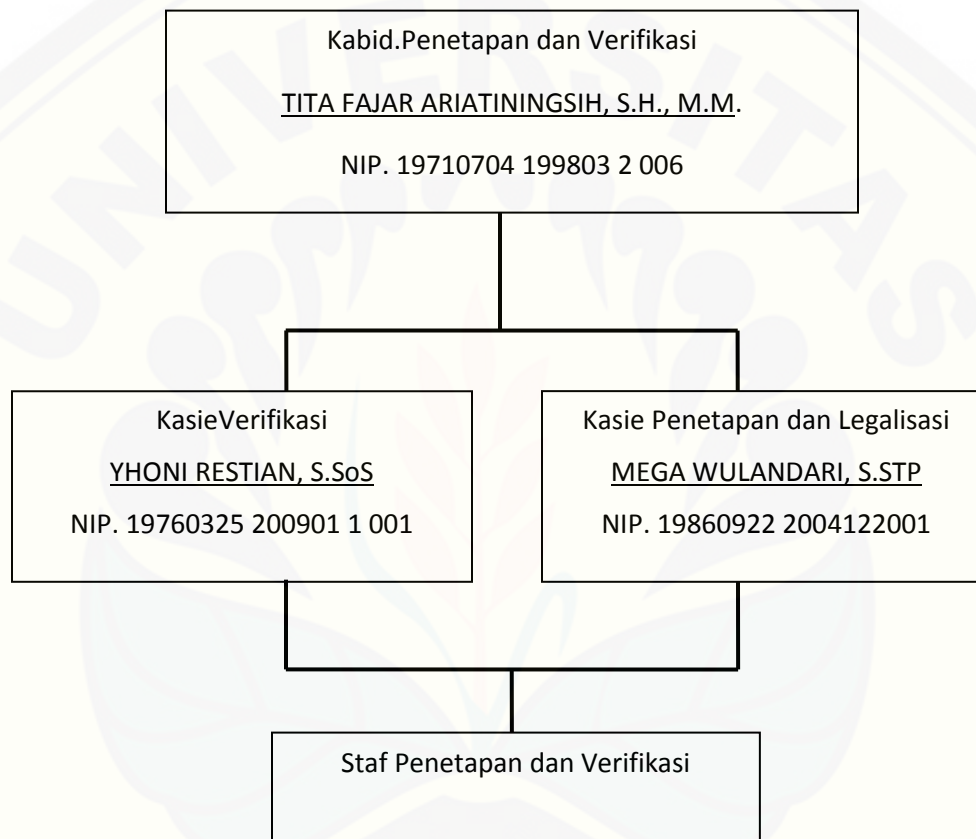 UNIVERSITAS
Kabid.Penetapan dan Verifikasi
TITA FAJAR ARIATININGSIH, S.H., M.M.
NIP. 19710704 199803 2 006
KasieVerifikasi
YHONI RESTIAN, S.SoS
NIP. 19760325 200901 1 001
Kasie Penetapan dan Legalisasi
MEGA WULANDARI, S.STP
NIP. 19860922 2004122001
Staf Penetapan dan Verifikasi